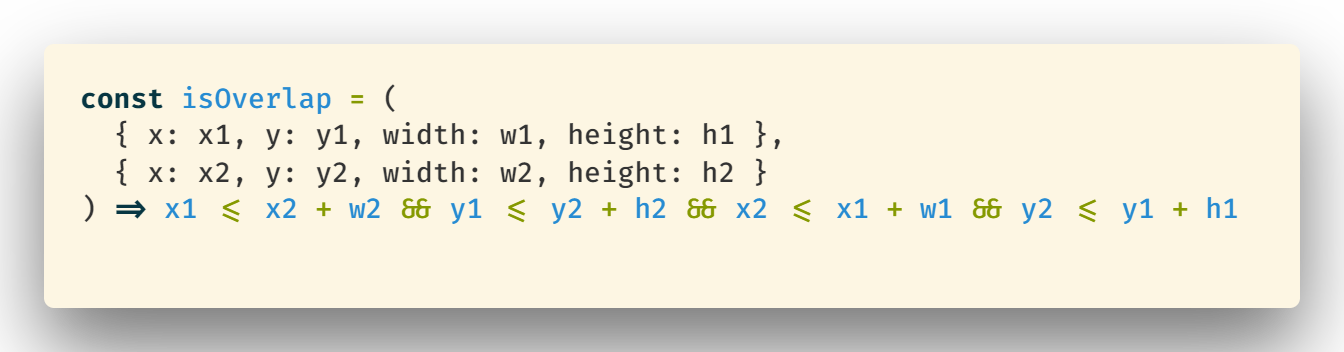 const isOverlap = (
  { x: x1, y: y1, width: w1, height: h1 },
  { x: x2, y: y2, width: w2, height: h2 }
) => x1 <= x2 + w2 && y1 <= y2 + h2 && x2 <= x1 + w1 && y2 <= y1 + h1